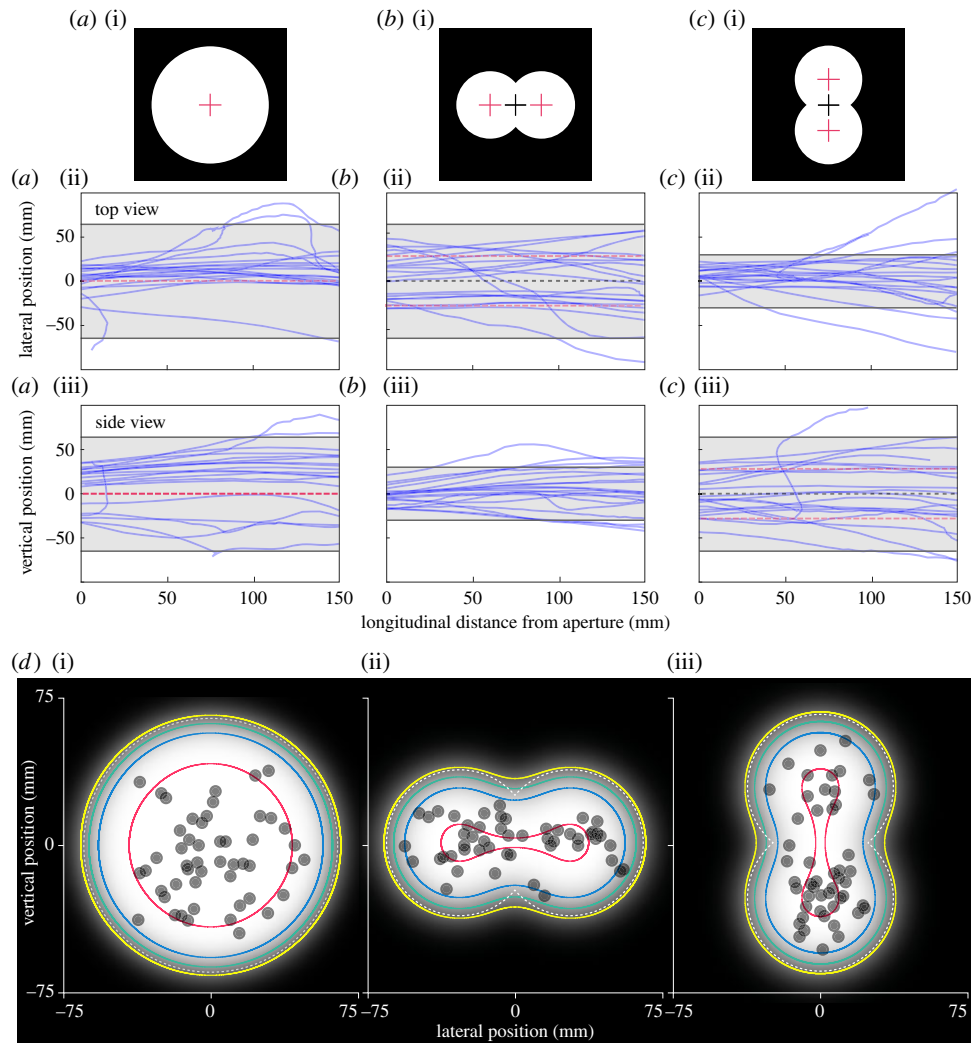 (a) (i)
(b) (i)
(c) (i)
(a) (ii)
(b) (ii)
(c) (ii)
top view
lateral position (mm)
50
0
−50
(a) (iii)
(b) (iii)
(c) (iii)
side view
vertical position (mm)
50
0
−50
0 50 100 150
0 50 100 150
0 50 100 150
longitudinal distance from aperture (mm)
(d) (i)
(ii)
(iii)
75
vertical position (mm)
0
−75
−75 0 75
−75 0 75
−75 0 75
lateral position (mm)